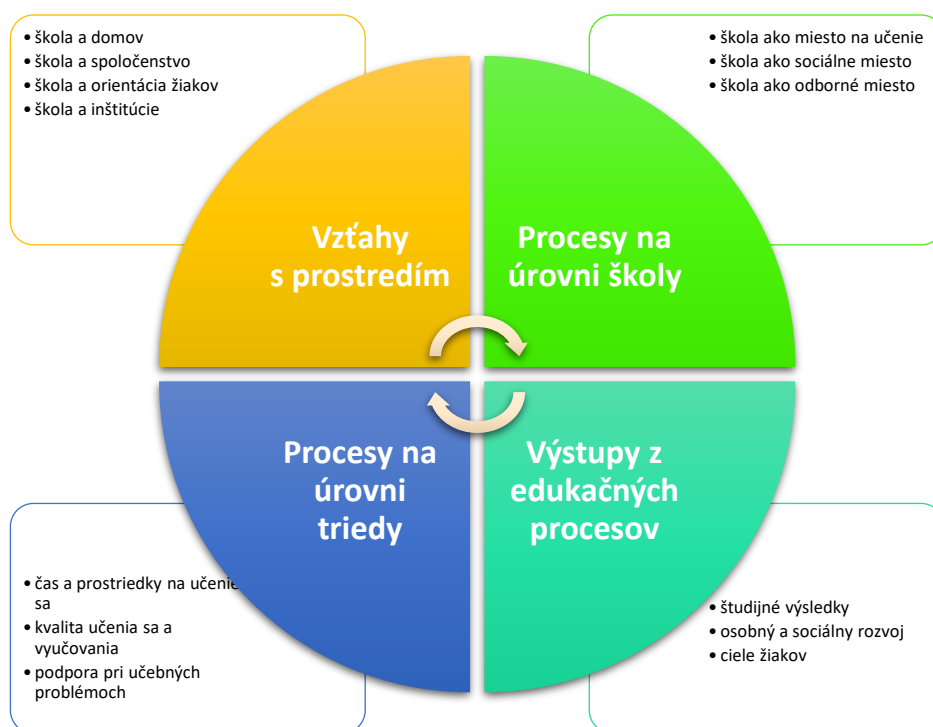 • škola a domov
• škola a spoločenstvo
• škola a orientácia žiakov
• škola a inštitúcie
• škola ako miesto na učenie
• škola ako sociálne miesto
• škola ako odborné miesto
Vzťahy
s prostredím
Procesy na
úrovni školy
Procesy na
úrovni
triedy
Výstupy z
edukačných
procesov
• čas a prostriedky na učenie
sa
• kvalita učenia sa a
vyučovania
• podpora pri učebných
problémoch
• študijné výsledky
• osobný a sociálny rozvoj
• ciele žiakov